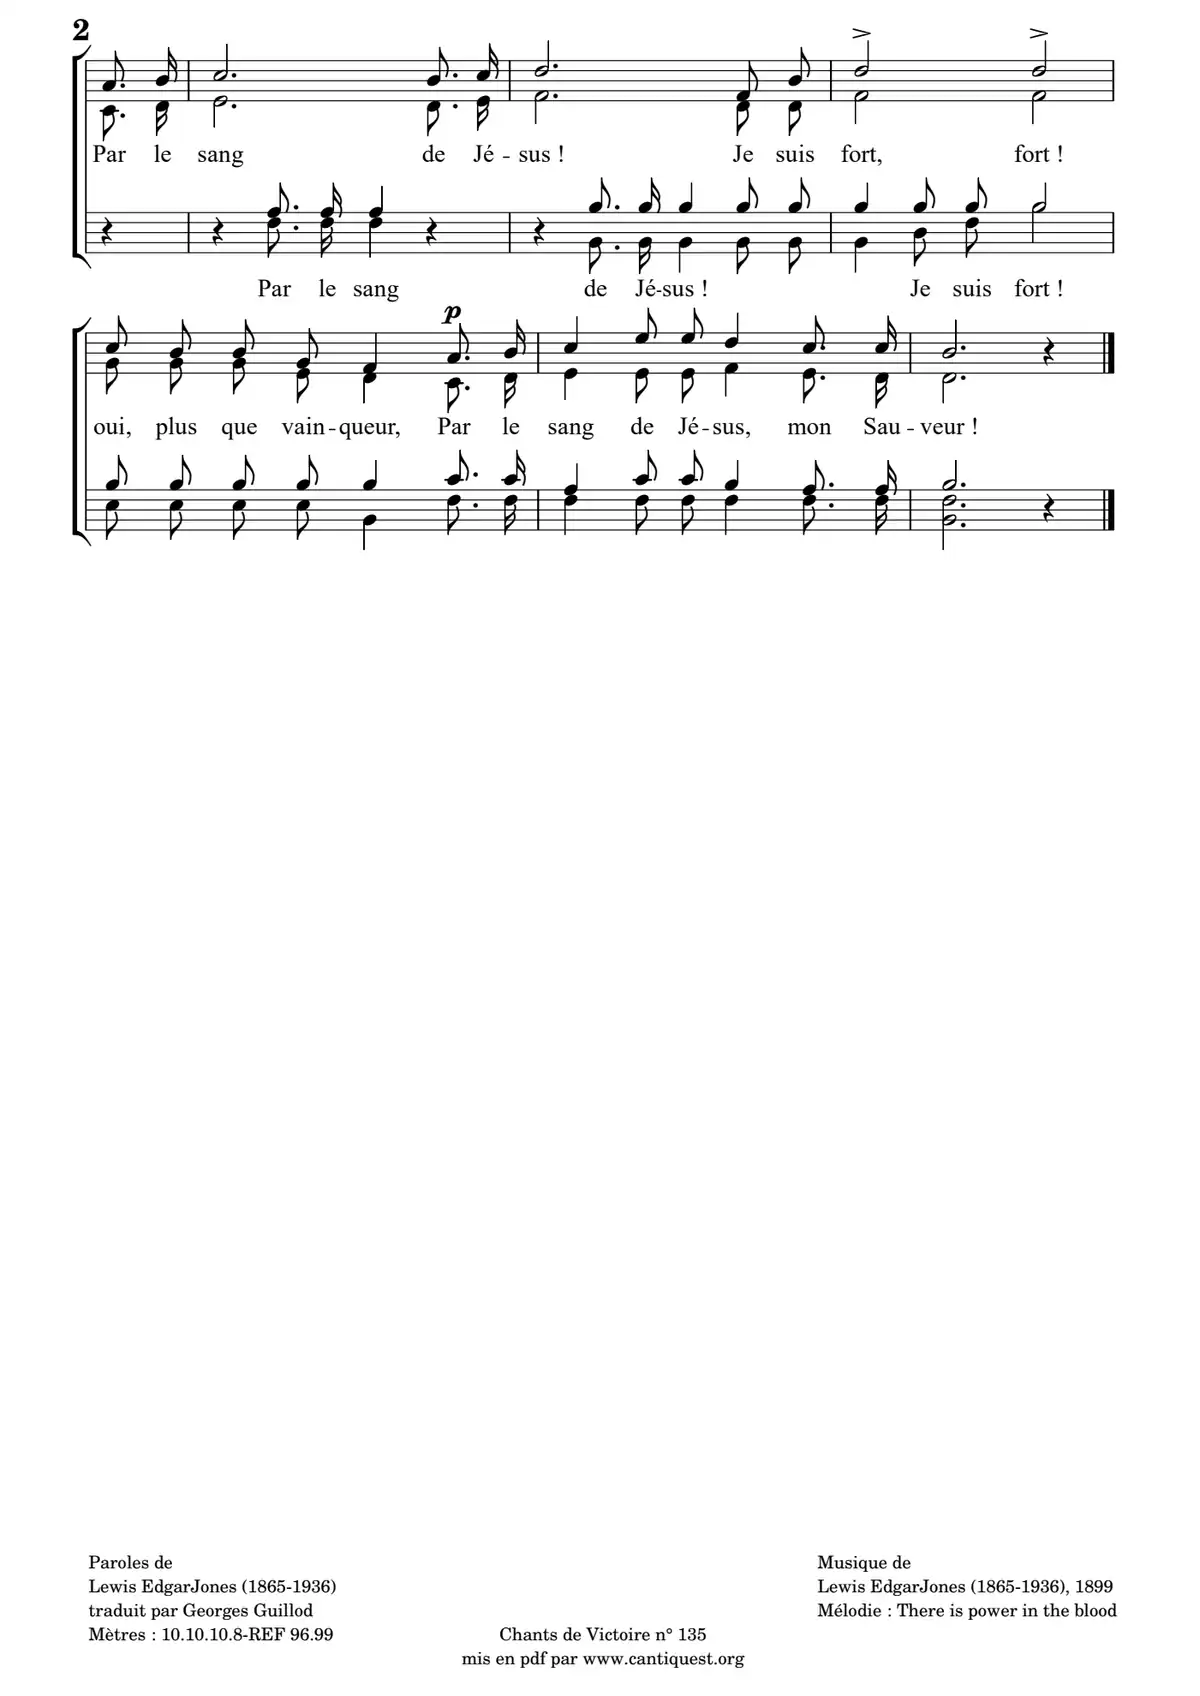 2
Par le sang de Jé - sus ! Je suis fort, fort !
Par le sang de Jé-sus ! Je suis fort !
p
oui, plus que vain-queur, Par le sang de Jé-sus, mon Sau-veur !
Paroles de
Lewis EdgarJones (1865-1936)
traduit par Georges Guillod
Mètres : 10.10.10.8-REF 96.99
Chants de Victoire n° 135
mis en pdf par www.cantiquest.org
Musique de
Lewis EdgarJones (1865-1936), 1899
Mélodie : There is power in the blood